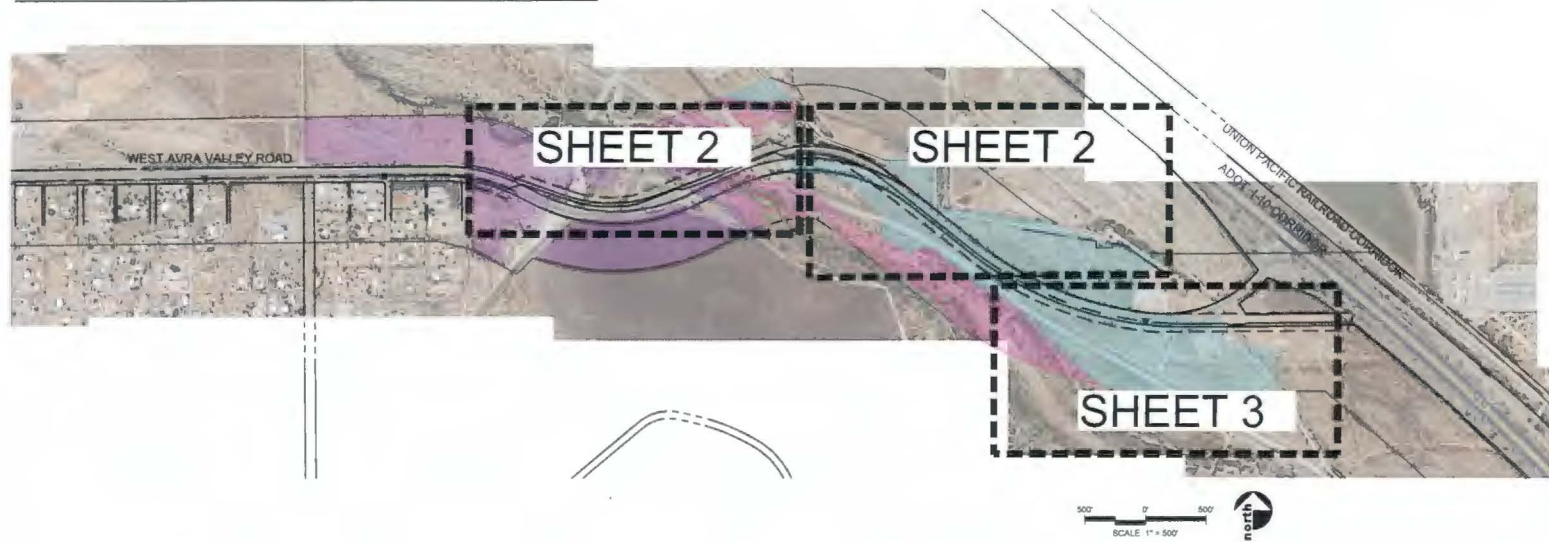 SHEET 2
SHEET 2
WEST AVRA VALLEY ROAD
UNION PACIFIC RAILROAD CORRIDOR
ADOT I-10 CORRIDOR
SHEET 3
500' 0' 500'
SCALE 1" = 500'
north